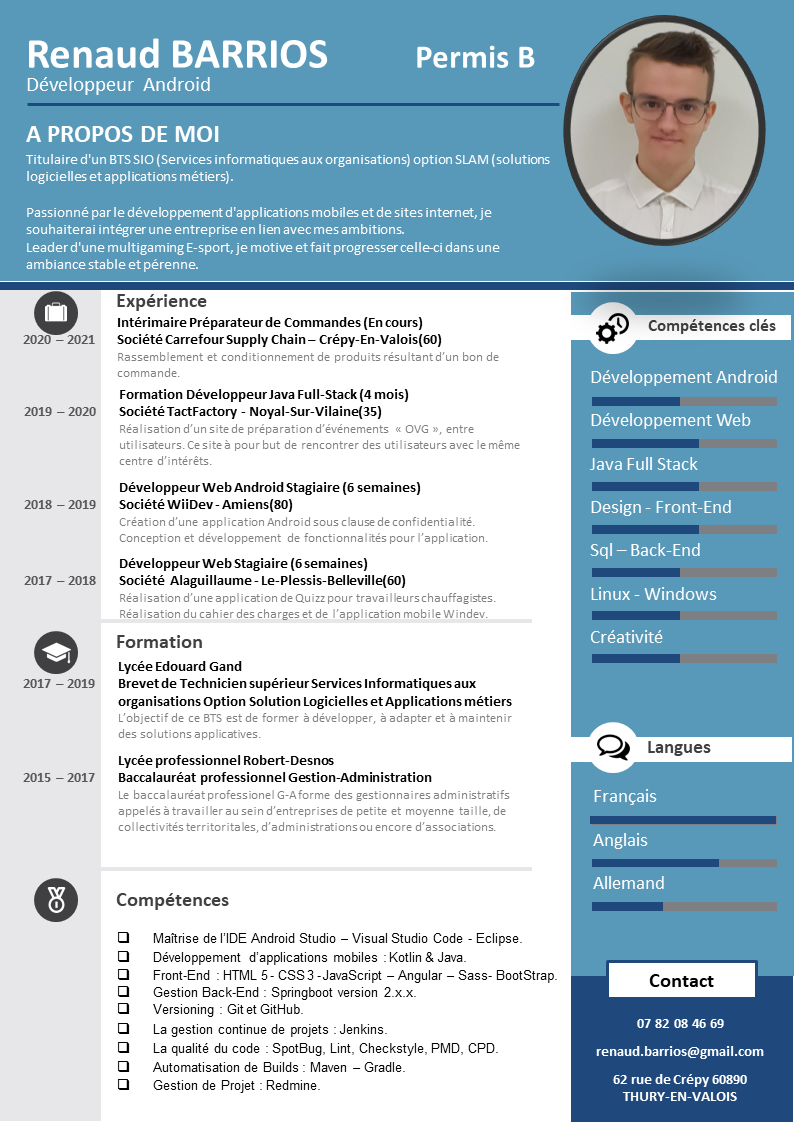 Renaud BARRIOS
Permis B
Développeur Android
A PROPOS DE MOI
Titulaire d'un BTS SIO (Services informatiques aux organisations) option SLAM (solutions
logicielles et applications métiers).
Passionné par le développement d'applications mobiles et de sites internet, je
souhaiterai intégrer une entreprise en lien avec mes ambitions.
Leader d'une multigaming E-sport, je motive et fait progresser celle-ci dans une
ambiance stable et pérenne.
Expérience
Intérimaire Préparateur de Commandes (En cours)
2020 – 2021
Société Carrefour Supply Chain – Crépy-En-Valois(60)
Rassemblement et conditionnement de produits résultant d'un bon de
commande.
Formation Développeur Java Full-Stack (4 mois)
2019 – 2020
Société TactFactory - Noyal-Sur-Vilaine(35)
Réalisation d'un site de préparation d'événements « OVG », entre
utilisateurs. Ce site à pour but de rencontrer des utilisateurs avec le même
centre d'intérêts.
Développeur Web Android Stagiaire (6 semaines)
2018 – 2019
Société WiiDev - Amiens(80)
Création d'une application Android sous clause de confidentialité.
Conception et développement de fonctionnalités pour l'application.
Développeur Web Stagiaire (6 semaines)
2017 – 2018
Société Alaguillaume - Le-Plessis-Belleville(60)
Réalisation d'une application de Quizz pour travailleurs chauffagistes.
Réalisation du cahier des charges et de l'application mobile Windev.
Formation
Lycée Edouard Gand
2017 – 2019
Brevet de Technicien supérieur Services Informatiques aux
organisations Option Solution Logicielles et Applications métiers
L'objectif de ce BTS est de former à développer, à adapter et à maintenir
des solutions applicatives.
Lycée professionnel Robert-Desnos
2015 – 2017
Baccalauréat professionnel Gestion-Administration
Le baccalauréat professionel G-A forme des gestionnaires administratifs
appelés à travailler au sein d'entreprises de petite et moyenne taille, de
collectivités territoritales, d'administrations ou encore d'associations.
Compétences
Maîtrise de l'IDE Android Studio – Visual Studio Code - Eclipse.
Développement d'applications mobiles : Kotlin & Java.
Front-End : HTML 5 - CSS 3 - JavaScript – Angular – Sass- BootStrap.
Gestion Back-End : Springboot version 2.x.x.
Versioning : Git et GitHub.
La gestion continue de projets : Jenkins.
La qualité du code : SpotBug, Lint, Checkstyle, PMD, CPD.
Automatisation de Builds : Maven – Gradle.
Gestion de Projet : Redmine.
Compétences clés
Développement Android
Développement Web
Java Full Stack
Design - Front-End
Sql – Back-End
Linux - Windows
Créativité
Langues
Français
Anglais
Allemand
Contact
07 82 08 46 69
renaud.barrios@gmail.com
62 rue de Crépy 60890
THURY-EN-VALOIS